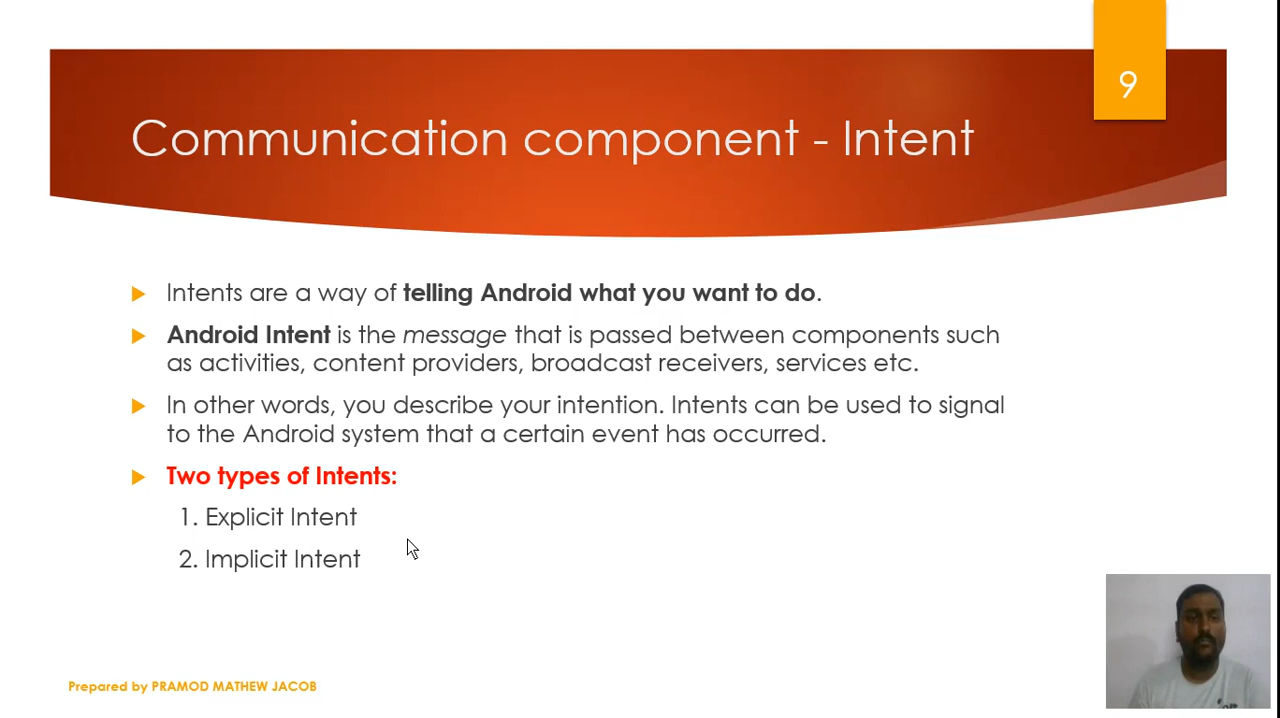 9
Communication component - Intent
Intents are a way of telling Android what you want to do.
Android Intent is the message that is passed between components such
as activities, content providers, broadcast receivers, services etc.
In other words, you describe your intention. Intents can be used to signal
to the Android system that a certain event has occurred.
Two types of Intents:
1. Explicit Intent
2. Implicit Intent
Prepared by PRAMOD MATHEW JACOB